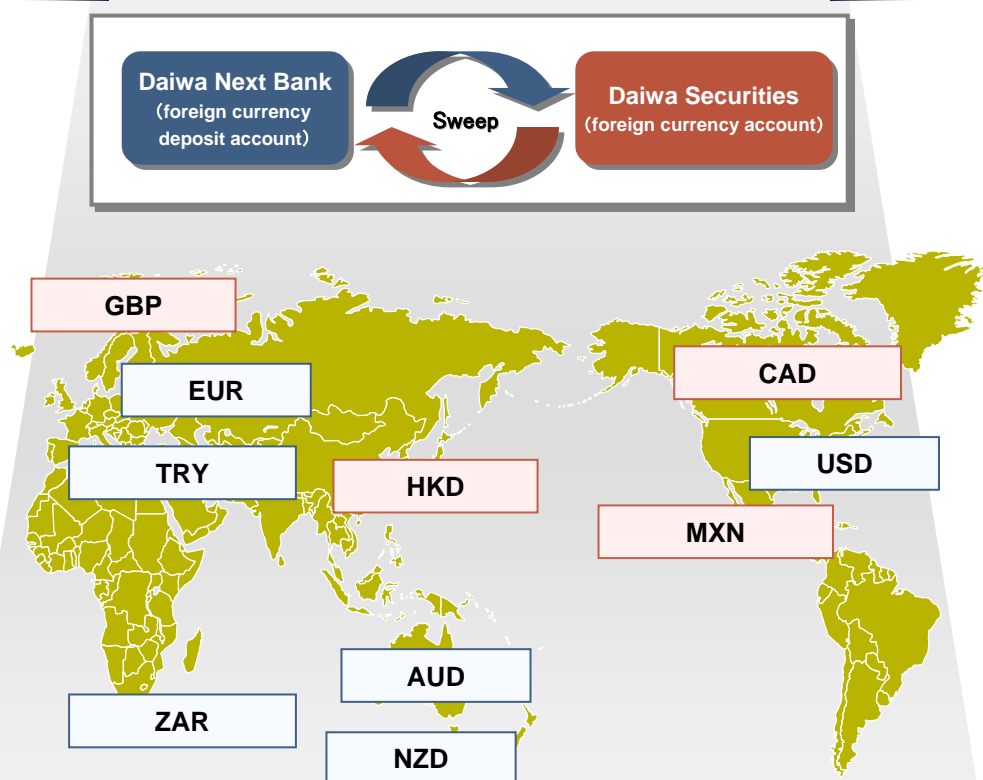 Daiwa Next Bank
（foreign currency
deposit account）
Sweep
Daiwa Securities
（foreign currency account）
GBP
EUR
CAD
TRY
HKD
USD
MXN
AUD
ZAR
NZD